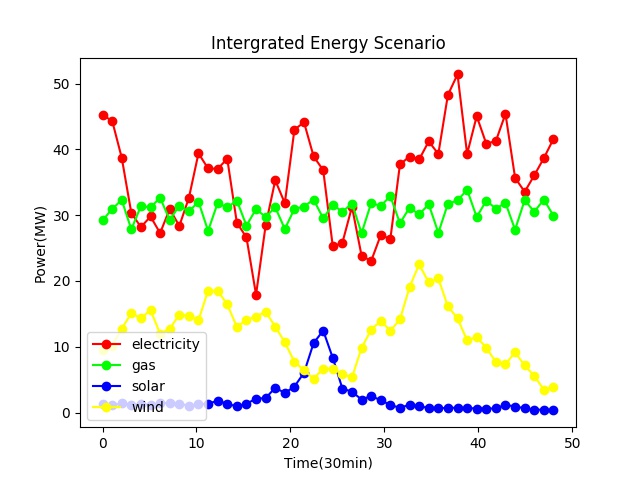 Intergrated Energy Scenario
Power(MW)
50
40
30
20
10
0
electricity
gas
solar
wind
0 10 20 30 40 50
Time(30min)